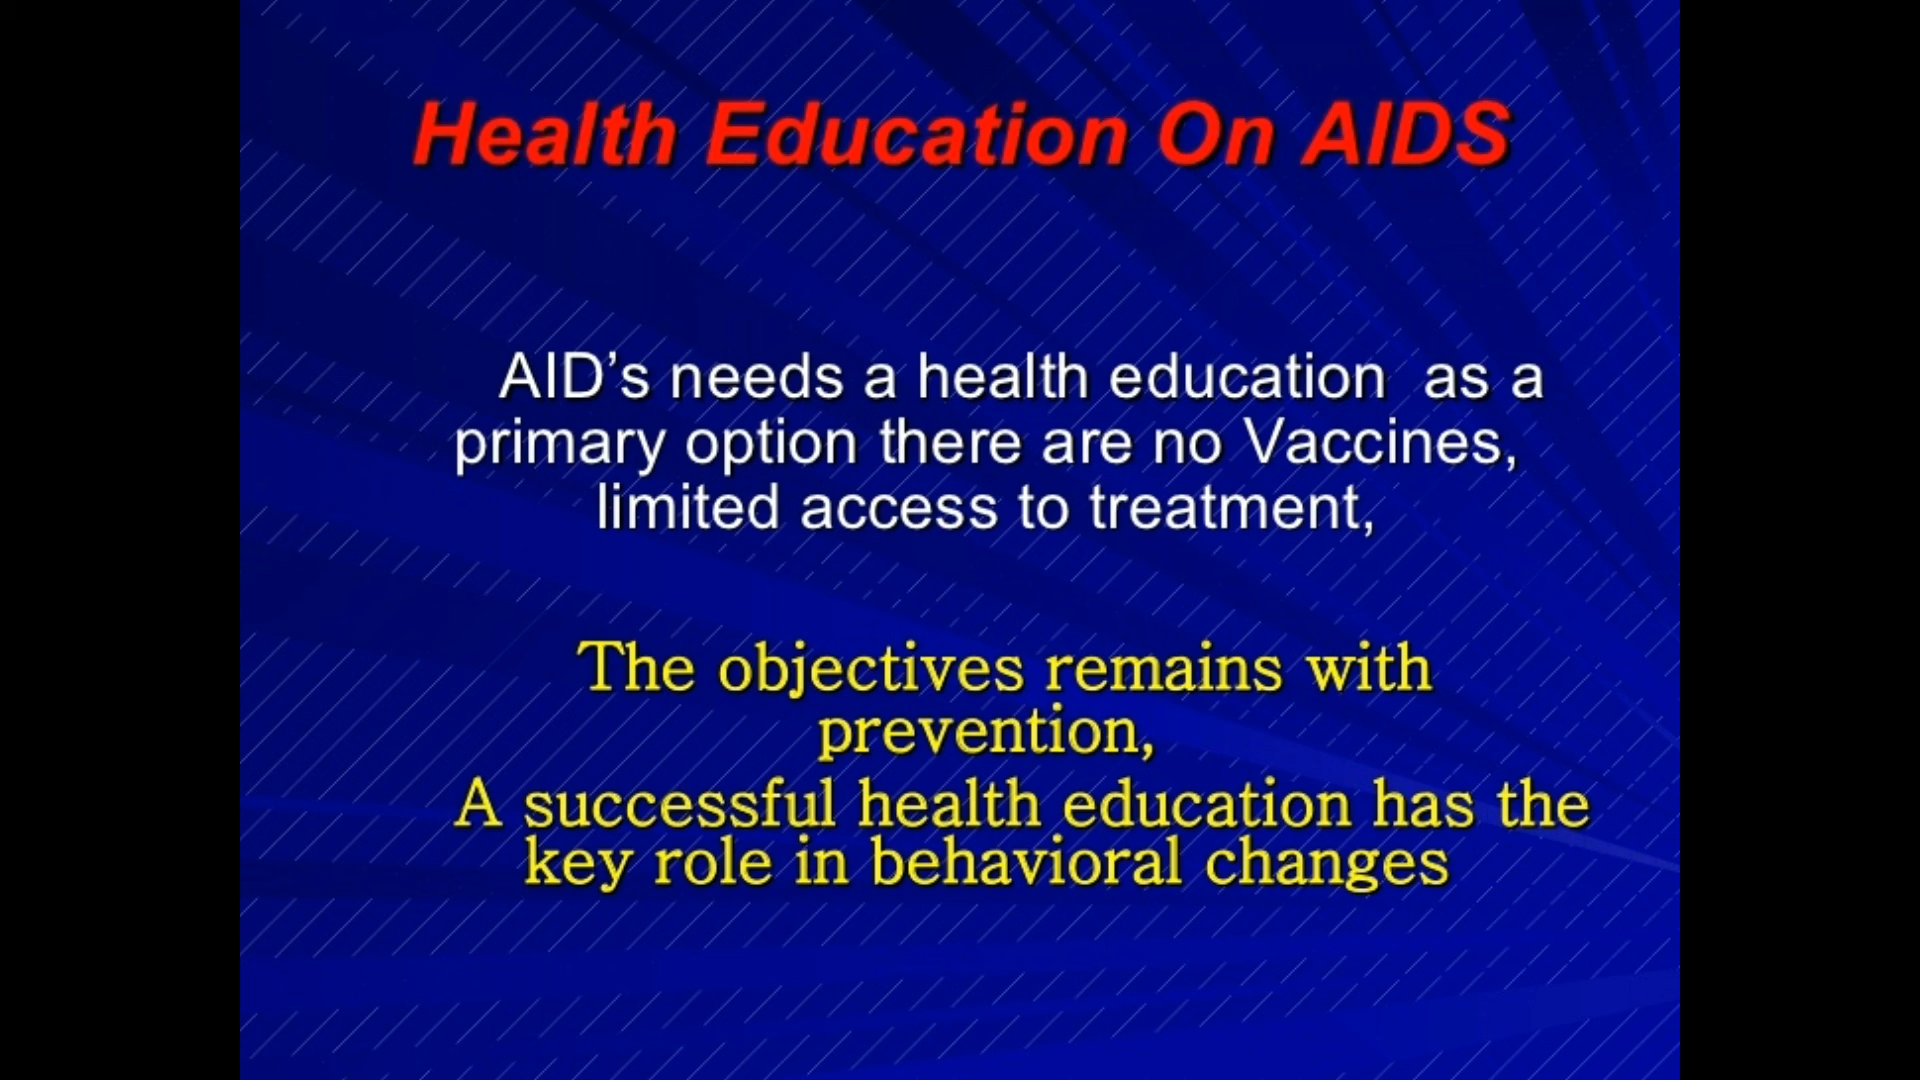 Health Education On AIDS
AID’s needs a health education  as a
primary option there are no Vaccines,
limited access to treatment,
The objectives remains with
prevention,
A successful health education has the
key role in behavioral changes